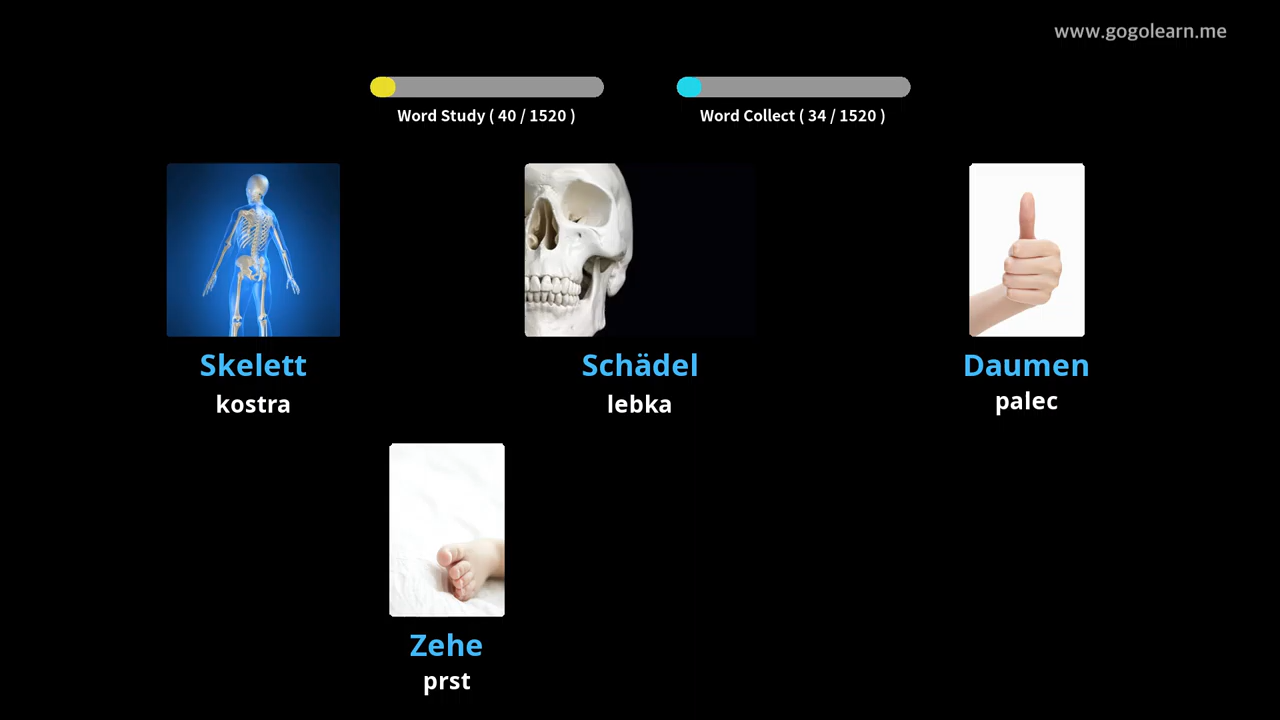 www.gogolearn.me
Word Study ( 40 / 1520 )
Word Collect ( 34 / 1520 )
Skelett
kostra
Schädel
lebka
Daumen
palec
Zehe
prst